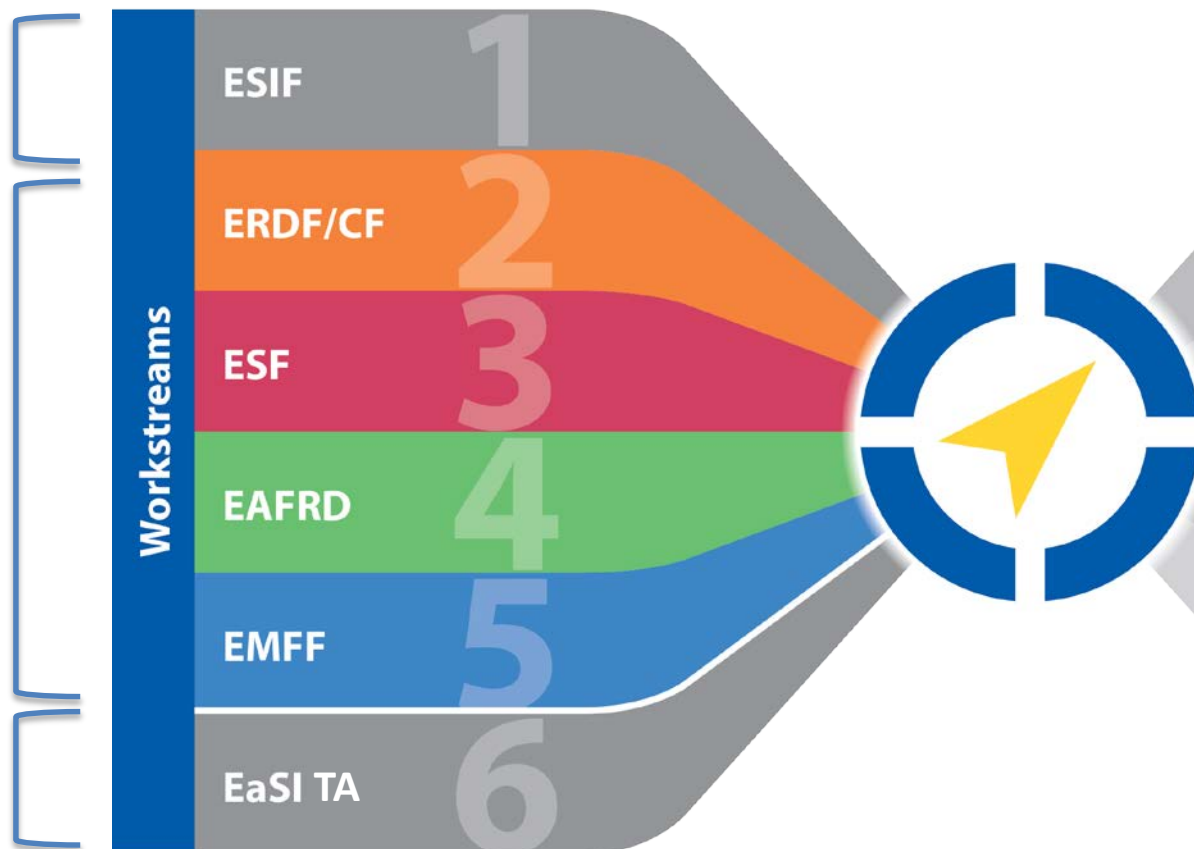 Workstreams
ESIF 1
ERDF/CF 2
ESF 3
EAFRD 4
EMFF 5
EaSI TA 6